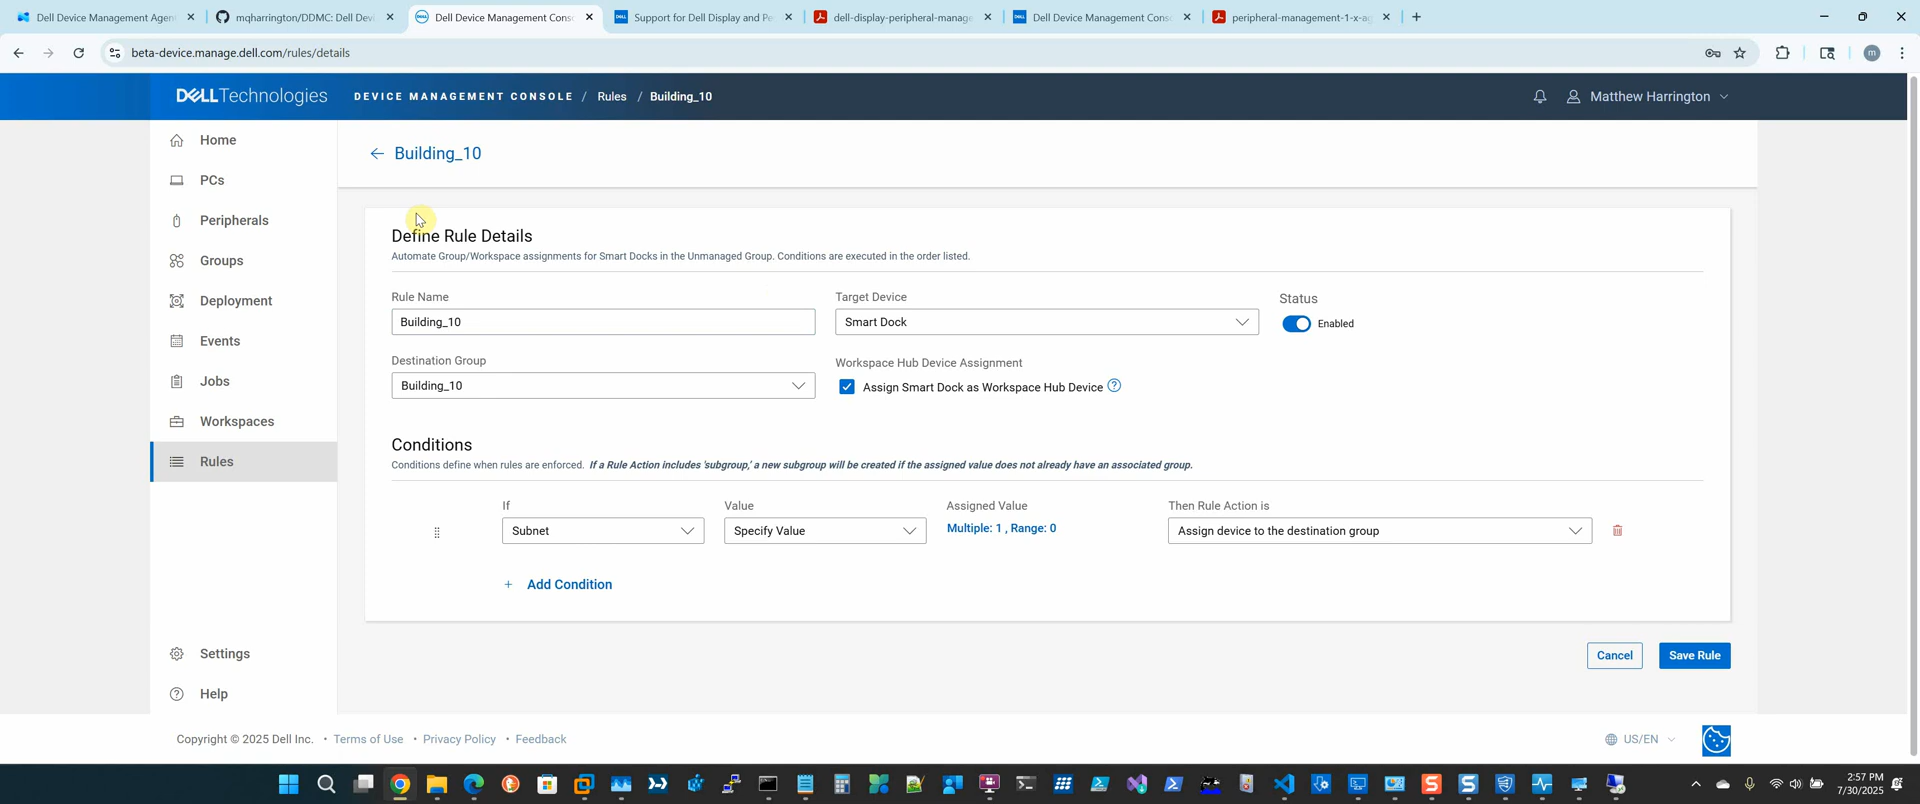 Dell Device Management Agen
mqharrington/DDMC: Dell Devi
Dell Device Management Cons
Support for Dell Display and Pe
dell-display-peripheral-manage
Dell Device Management Cons
peripheral-management-1-x-ag
beta-device.manage.dell.com/rules/details
m
DELLTechnologies
DEVICE MANAGEMENT CONSOLE / Rules / Building_10
Matthew Harrington
Home
PCs
Peripherals
Groups
Deployment
Events
Jobs
Workspaces
Rules
Settings
Help
Building_10
Define Rule Details
Automate Group/Workspace assignments for Smart Docks in the Unmanaged Group. Conditions are executed in the order listed.
Rule Name
Building_10
Target Device
Smart Dock
Status
Enabled
Destination Group
Building_10
Workspace Hub Device Assignment
Assign Smart Dock as Workspace Hub Device
Conditions
Conditions define when rules are enforced. If a Rule Action includes 'subgroup,' a new subgroup will be created if the assigned value does not already have an associated group.
If
Subnet
Value
Specify Value
Assigned Value
Multiple: 1 , Range: 0
Then Rule Action is
Assign device to the destination group
+ Add Condition
Cancel
Save Rule
Copyright © 2025 Dell Inc. • Terms of Use • Privacy Policy • Feedback
US/EN
2:57 PM
7/30/2025